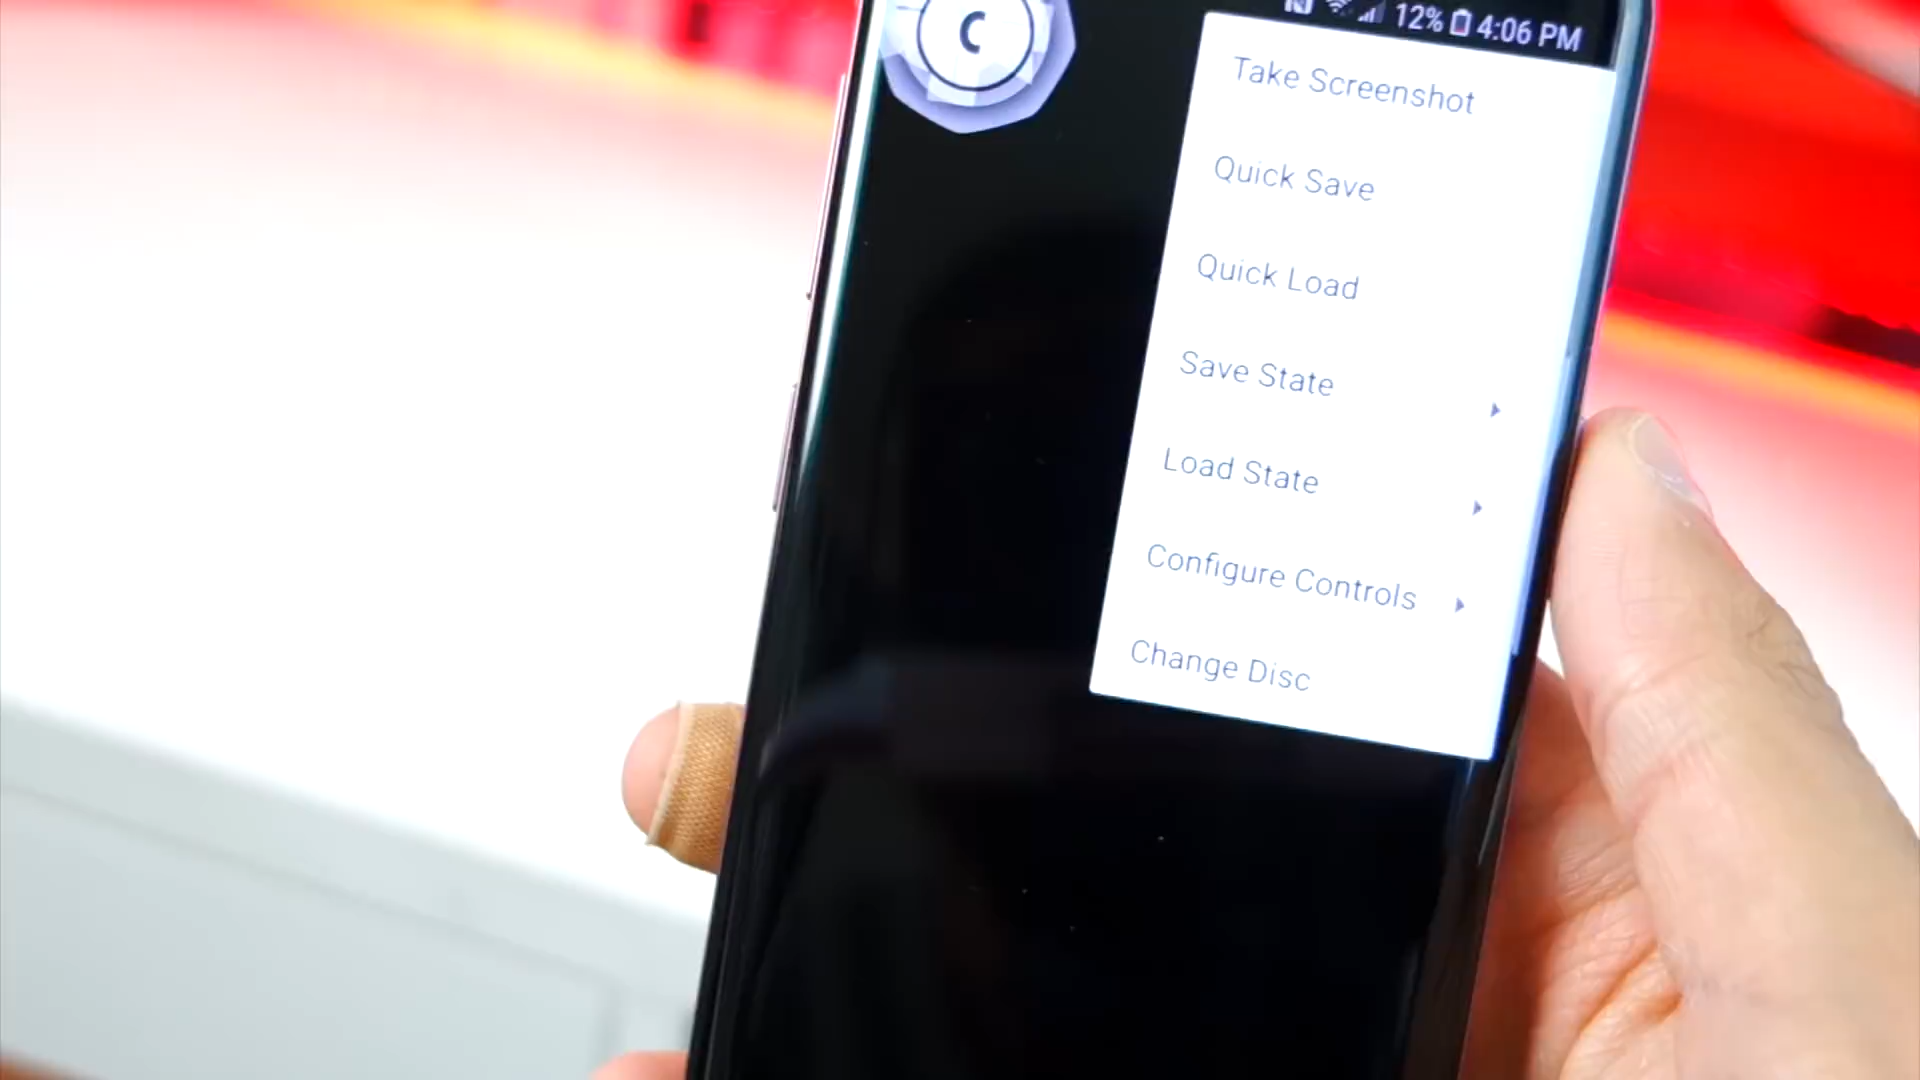 12% 4:06 PM
C
Take Screenshot
Quick Save
Quick Load
Save State
Load State
Configure Controls
Change Disc